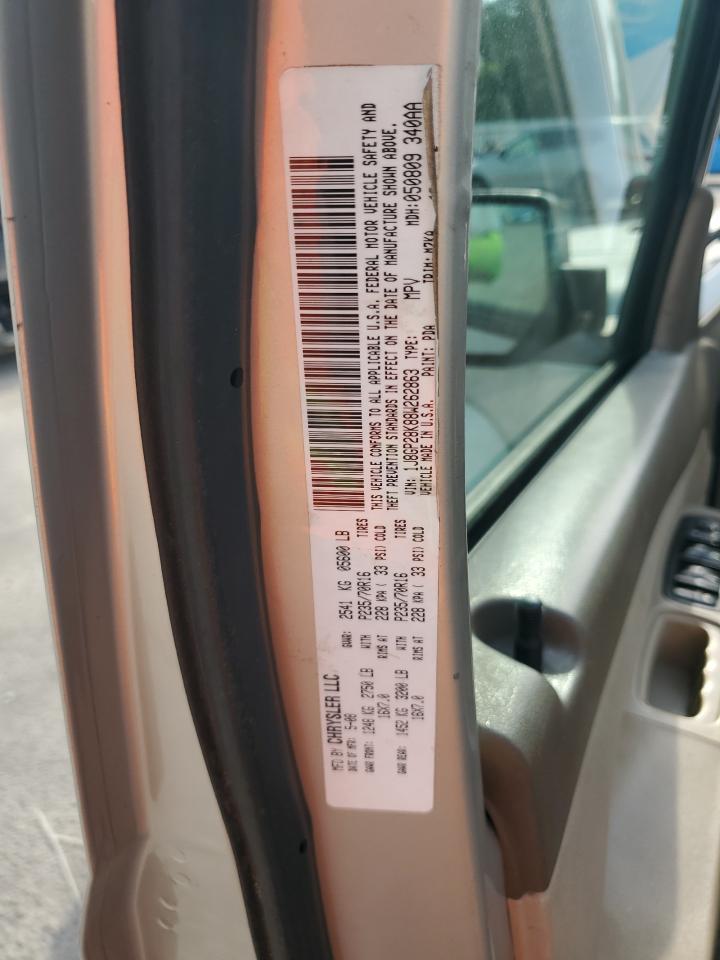 MFD BY CHRYSLER LLC
DATE OF MFR: 5-08 GVWR: 2541 KG 05600 LB
GAWR FRONT: 1248 KG 2750 LB WITH P235/70R16 TIRES
16X7.0 RIMS AT 228 KPA ( 33 PSI) COLD
GAWR REAR: 1452 KG 3200 LB WITH P235/70R16 TIRES
16X7.0 RIMS AT 228 KPA ( 33 PSI) COLD
THIS VEHICLE CONFORMS TO ALL APPLICABLE U.S.A. FEDERAL MOTOR VEHICLE SAFETY AND
THEFT PREVENTION STANDARDS IN EFFECT ON THE DATE OF MANUFACTURE SHOWN ABOVE.
VIN: 1J8GP28K88W262863 TYPE: MPV MDH:050809 340AA
VEHICLE MADE IN U.S.A. PAINT: PDA TRIM: M7KA